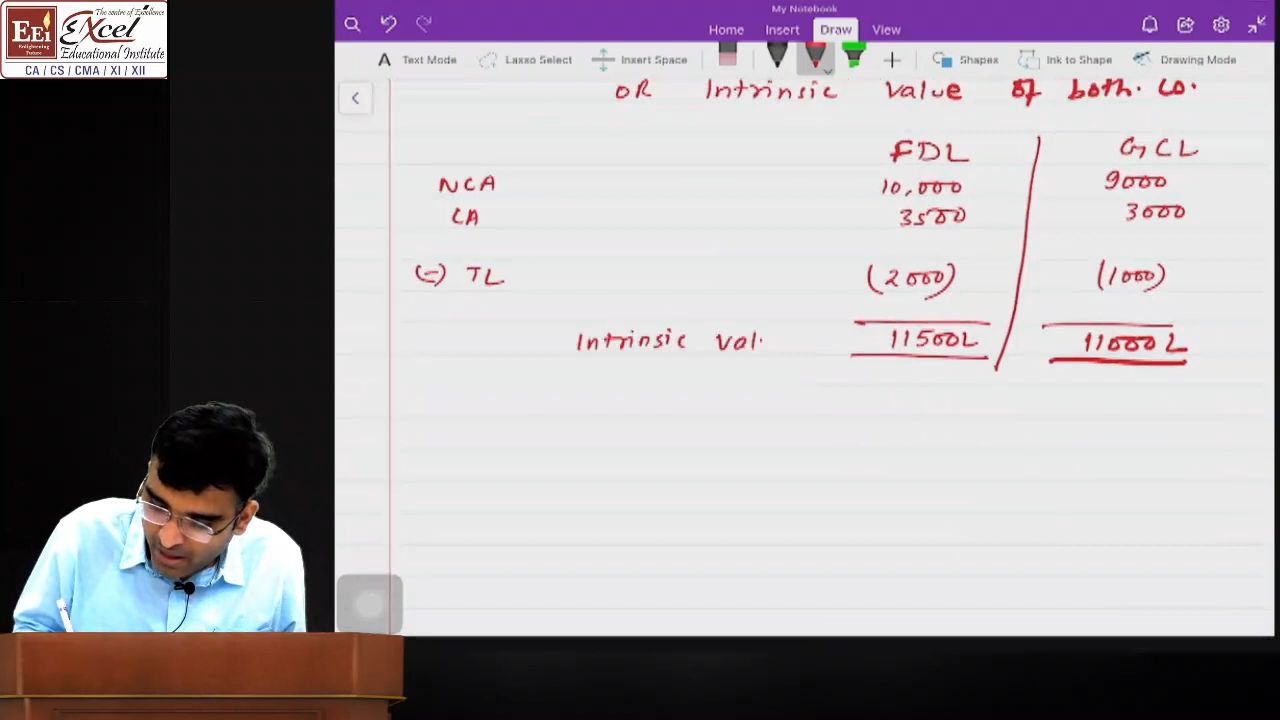 The centre of Excellence
EEi
Enlightening Future
EXcel
Educational Institute
CA / CS / CMA / XI / XII
My Notebook
Home Insert Draw View
A Text Mode Lasso Select Insert Space Shapes Ink to Shape Drawing Mode
OR Intrinsic Value of both. Co.
FDL GCL
NCA 10,000 9000
CA 3500 3000
(-) TL (2000) (1000)
Intrinsic Val. 11500L 11000L